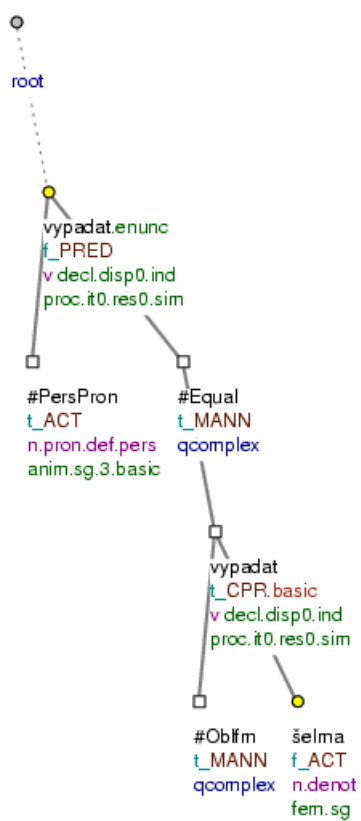 root
vypadat.enunc
f_PRED
v decl.disp0.ind
proc.it0.res0.sim
#PersPron
t_ACT
n.pron.def.pers
anim.sg.3.basic
#Equal
t_MANN
qcomplex
vypadat
t_CPR.basic
v decl.disp0.ind
proc.it0.res0.sim
#Oblfm
t_MANN
qcomplex
šelma
f_ACT
n.denot
fem.sg